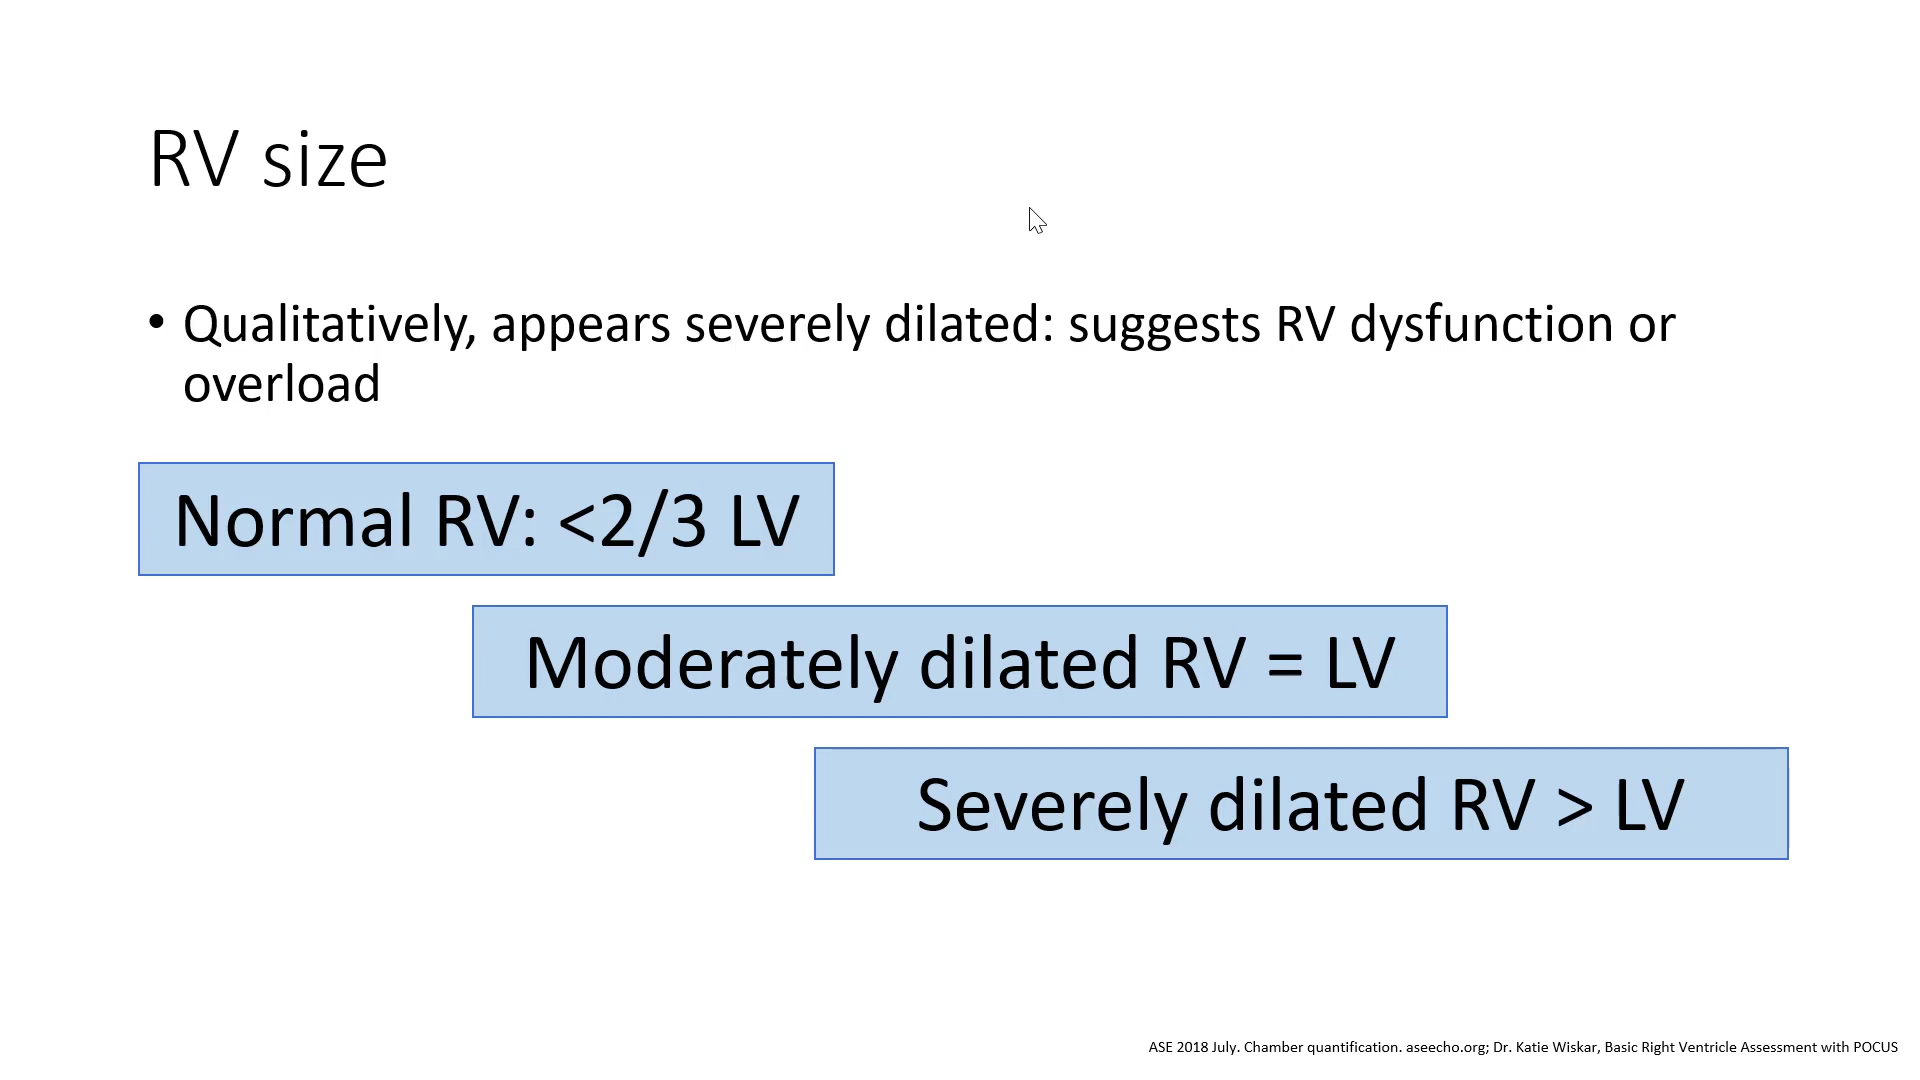 RV size
• Qualitatively, appears severely dilated: suggests RV dysfunction or
overload
Normal RV: <2/3 LV
Moderately dilated RV = LV
Severely dilated RV > LV
ASE 2018 July. Chamber quantification. aseecho.org; Dr. Katie Wiskar, Basic Right Ventricle Assessment with POCUS